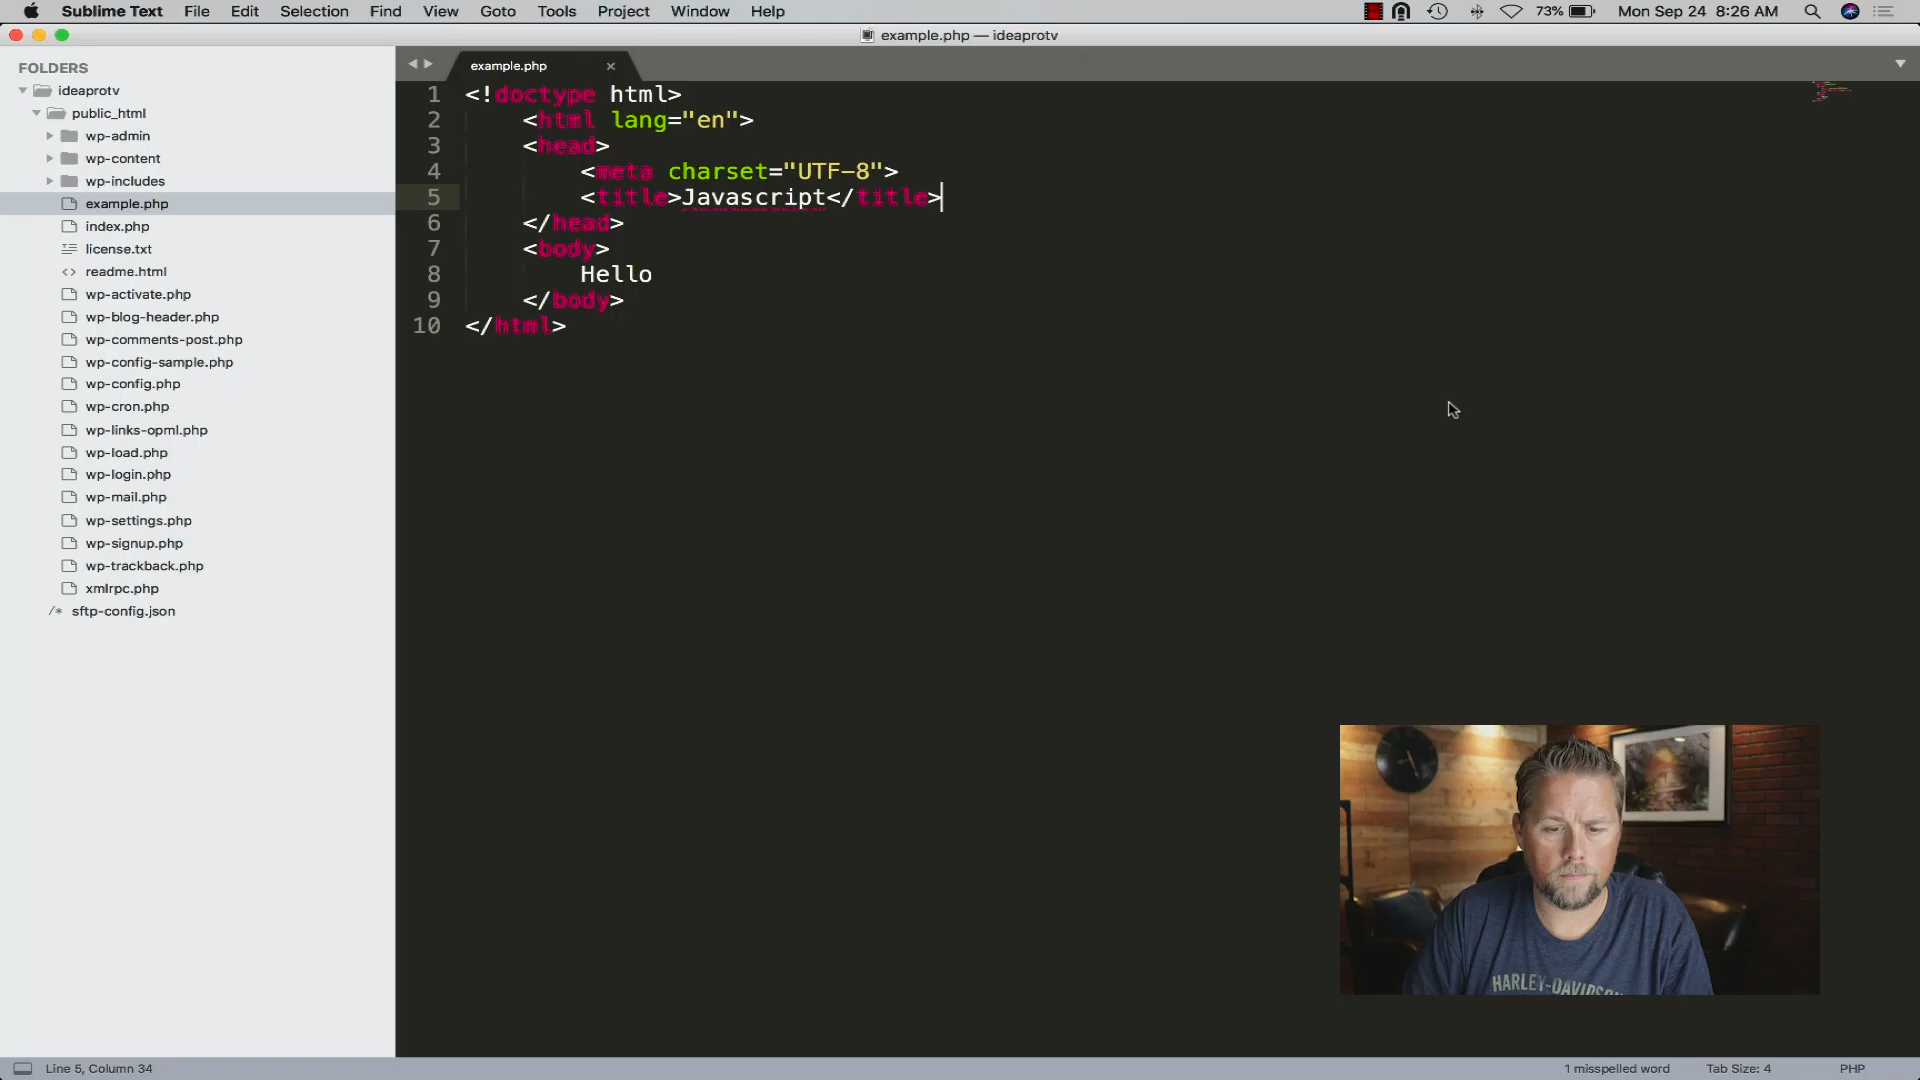 Sublime Text File Edit Selection Find View Goto Tools Project Window Help 73% Mon Sep 24 8:26 AM
example.php — ideaprotv
FOLDERS
ideaprotv
public_html
wp-admin
wp-content
wp-includes
example.php
index.php
license.txt
<> readme.html
wp-activate.php
wp-blog-header.php
wp-comments-post.php
wp-config-sample.php
wp-config.php
wp-cron.php
wp-links-opml.php
wp-load.php
wp-login.php
wp-mail.php
wp-settings.php
wp-signup.php
wp-trackback.php
xmlrpc.php
/* sftp-config.json
example.php ×
1 <!doctype html>
2 <html lang="en">
3 <head>
4 <meta charset="UTF-8">
5 <title>Javascript</title>
6 </head>
7 <body>
8 Hello
9 </body>
10 </html>
HARLEY-DAVIDSON
Line 5, Column 34
1 misspelled word Tab Size: 4 PHP